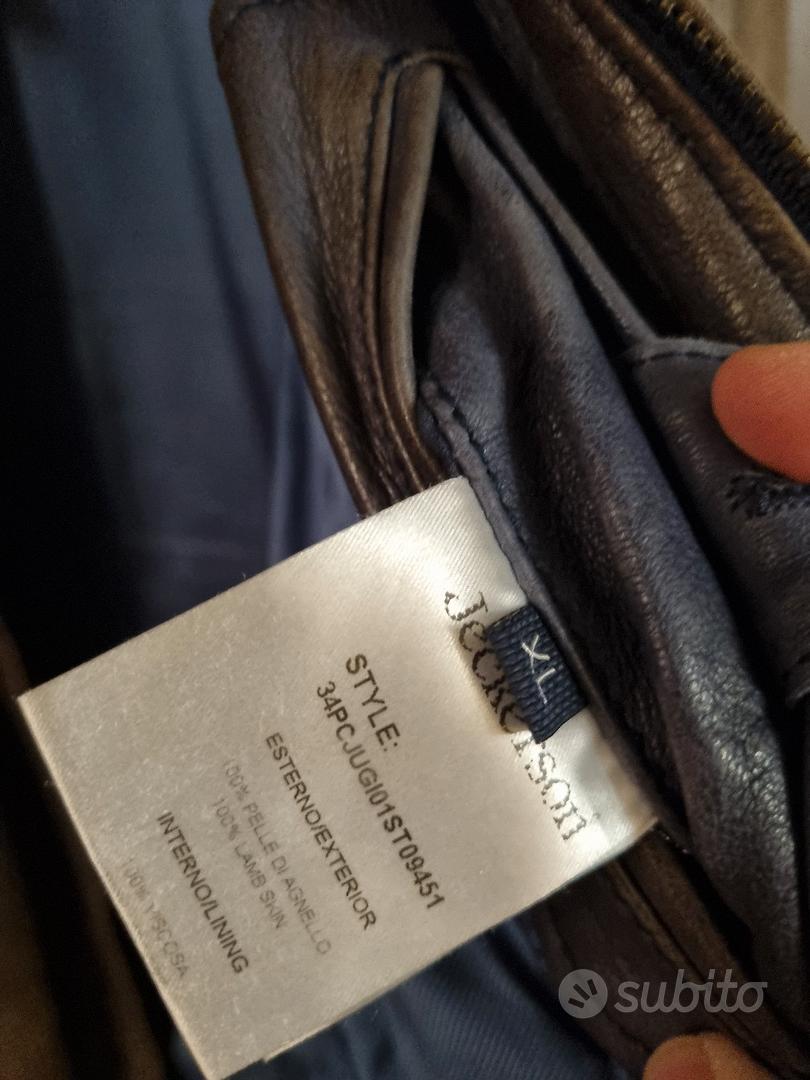 Jeckerson
XL
STYLE:
34PCJUGI01ST09451
ESTERNO/EXTERIOR
100% PELLE DI AGNELLO
100% LAMB SKIN
INTERNO/LINING
100% VISCOSA
subito